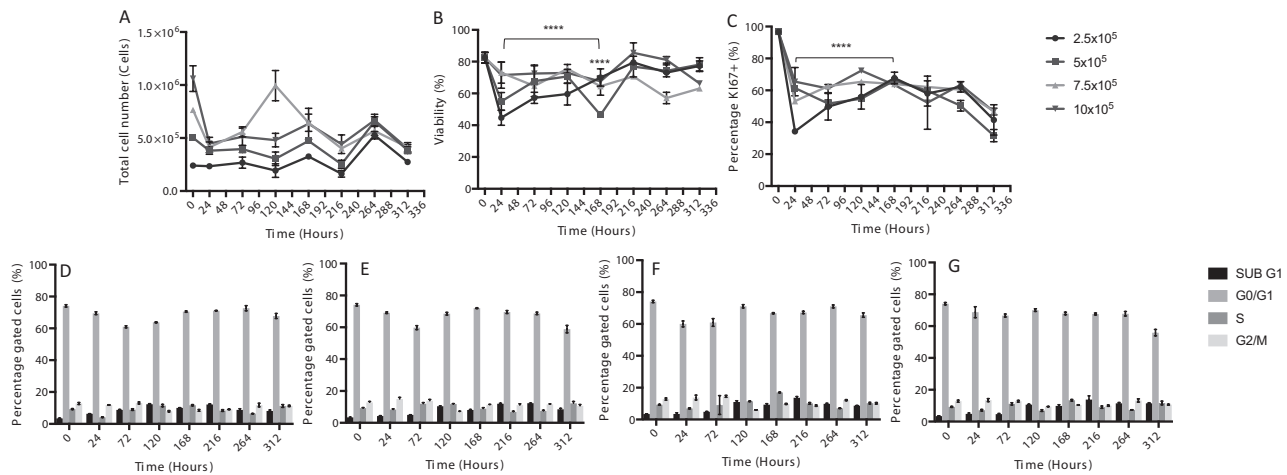 A
Total cell number (Cells)
1.5×10⁶
1.0×10⁶
5.0×10⁵
0.0
0 24 48 72 96 120 144 168 192 216 240 264 288 312 336
Time (Hours)
B
Viability (%)
100
80
60
40
20
0
****
****
0 24 48 72 96 120 144 168 192 216 240 264 288 312 336
Time (Hours)
C
Percentage KI67+ (%)
100
80
60
40
20
0
****
0 24 48 72 96 120 144 168 192 216 240 264 288 312 336
Time (Hours)
2.5x10⁵
5x10⁵
7.5x10⁵
10x10⁵
D
Percentage gated cells (%)
100
80
60
40
20
0
0 24 72 120 168 216 264 312
Time (Hours)
E
Percentage gated cells (%)
100
80
60
40
20
0
0 24 72 120 168 216 264 312
Time (Hours)
F
Percentage gated cells (%)
100
80
60
40
20
0
0 24 72 120 168 216 264 312
Time (Hours)
G
Percentage gated cells (%)
100
80
60
40
20
0
0 24 72 120 168 216 264 312
Time (Hours)
SUB G1
G0/G1
S
G2/M